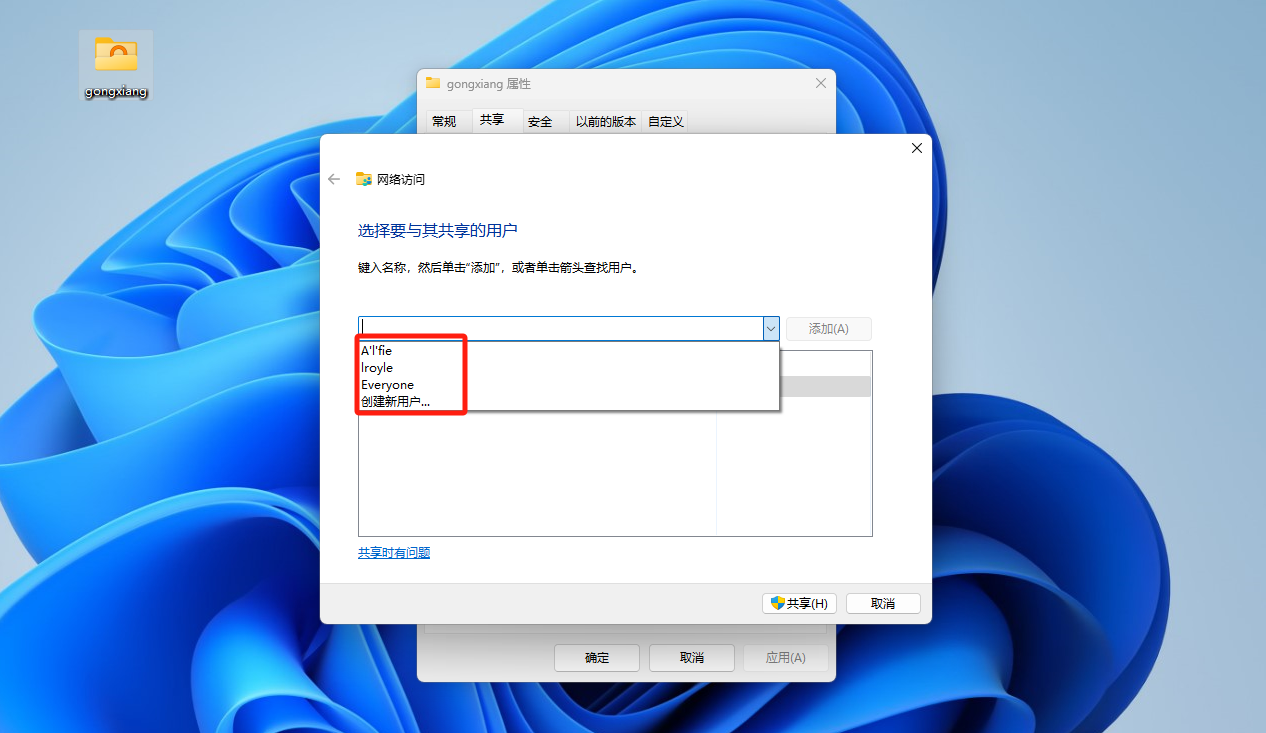 gongxiang
gongxiang 属性
常规 共享 安全 以前的版本 自定义
网络访问
选择要与其共享的用户
键入名称，然后单击“添加”，或者单击箭头查找用户。
添加(A)
A'l'fie
lroyle
Everyone
创建新用户...
共享时有问题
共享(H) 取消
确定 取消 应用(A)